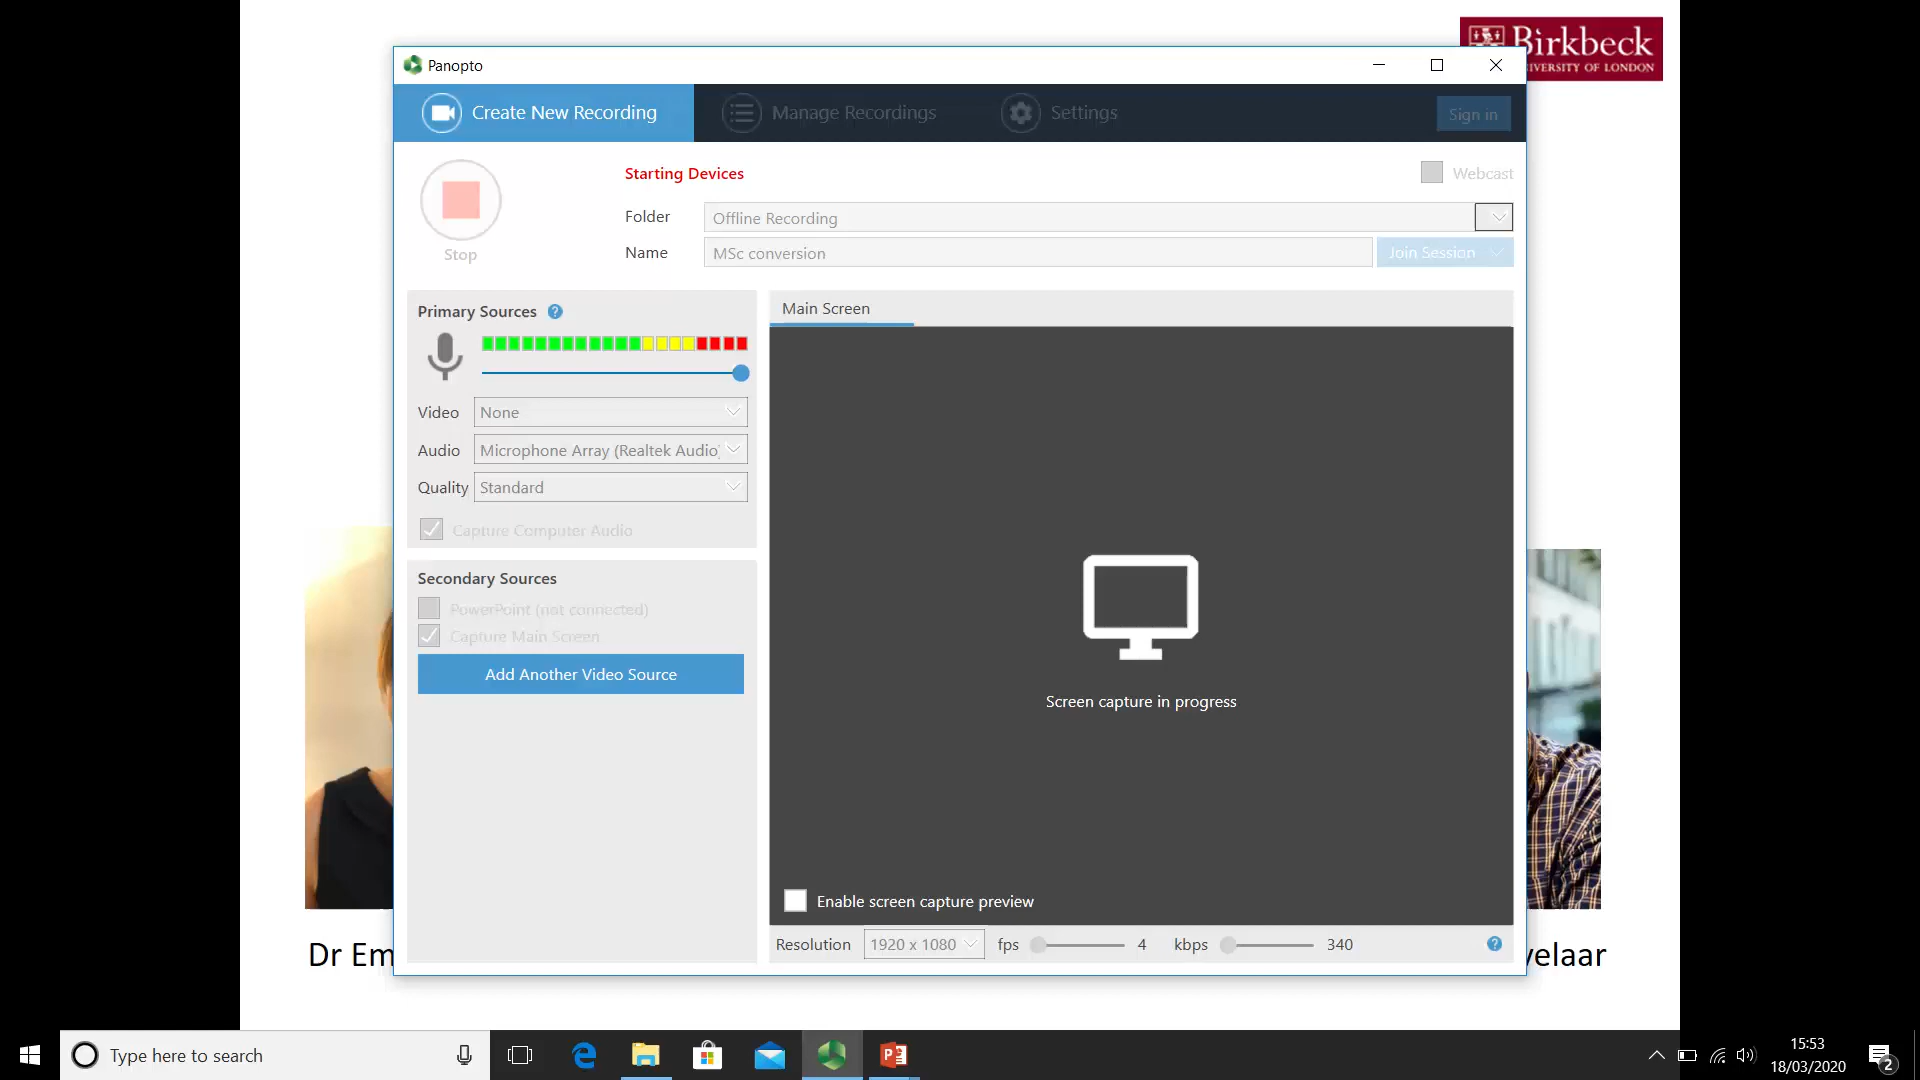 Birkbeck
UNIVERSITY OF LONDON
Panopto
Create New Recording
Manage Recordings
Settings
Sign in
Starting Devices
Webcast
Folder
Offline Recording
Name
MSc conversion
Join Session
Stop
Primary Sources
?
Video
None
Audio
Microphone Array (Realtek Audio)
Quality
Standard
Capture Computer Audio
Secondary Sources
PowerPoint (not connected)
Capture Main Screen
Add Another Video Source
Main Screen
Screen capture in progress
Enable screen capture preview
Resolution
1920 x 1080
fps
4
kbps
340
?
Dr Em
velaar
Type here to search
15:53
18/03/2020
2